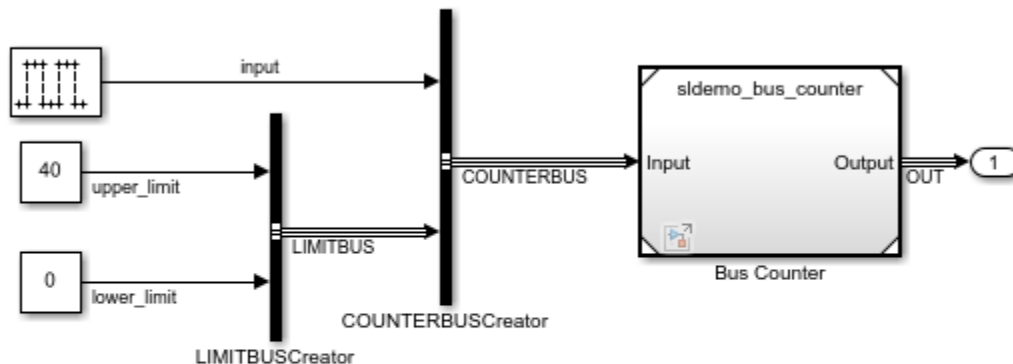 input
40
upper_limit
0
lower_limit
LIMITBUS
LIMITBUSCreator
COUNTERBUS
COUNTERBUSCreator
sldemo_bus_counter
Input
Output
Bus Counter
OUT
1